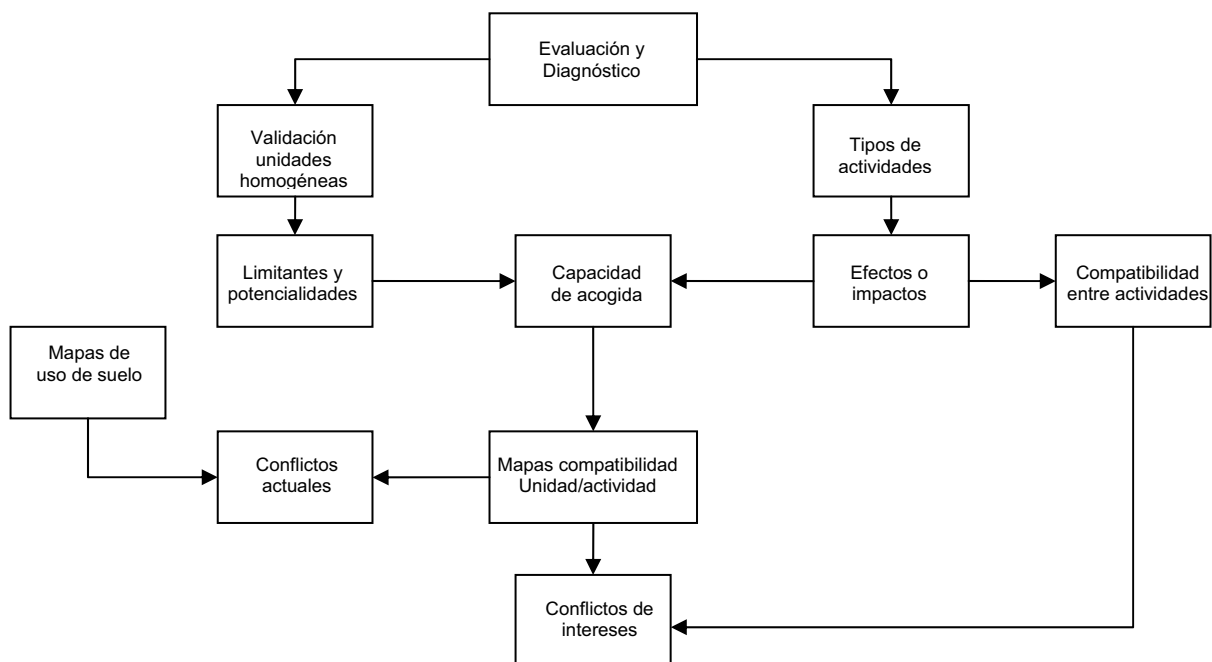 Evaluación y
Diagnóstico
Validación
unidades
homogéneas
Tipos de
actividades
Limitantes y
potencialidades
Capacidad
de acogida
Efectos o
impactos
Compatibilidad
entre actividades
Mapas de
uso de suelo
Conflictos
actuales
Mapas compatibilidad
Unidad/actividad
Conflictos de
intereses